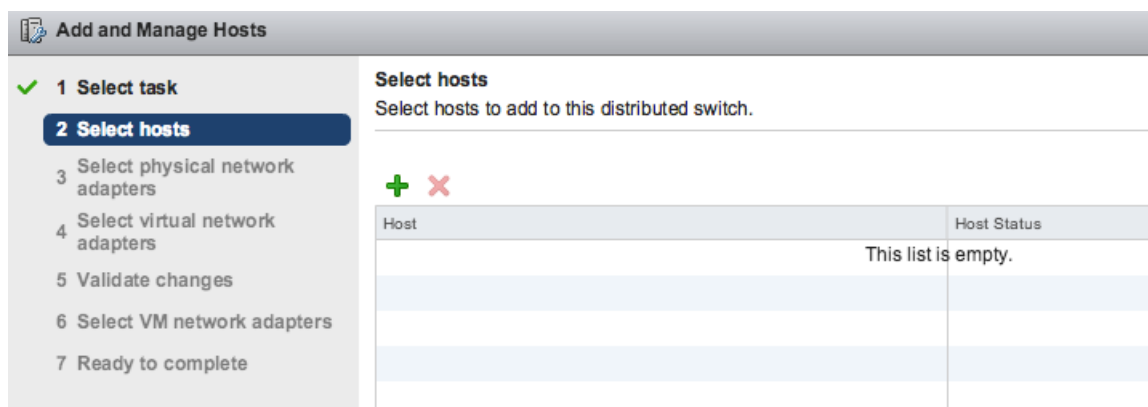 Add and Manage Hosts
1 Select task
2 Select hosts
3 Select physical network
adapters
4 Select virtual network
adapters
5 Validate changes
6 Select VM network adapters
7 Ready to complete
Select hosts
Select hosts to add to this distributed switch.
Host Host Status
This list is empty.